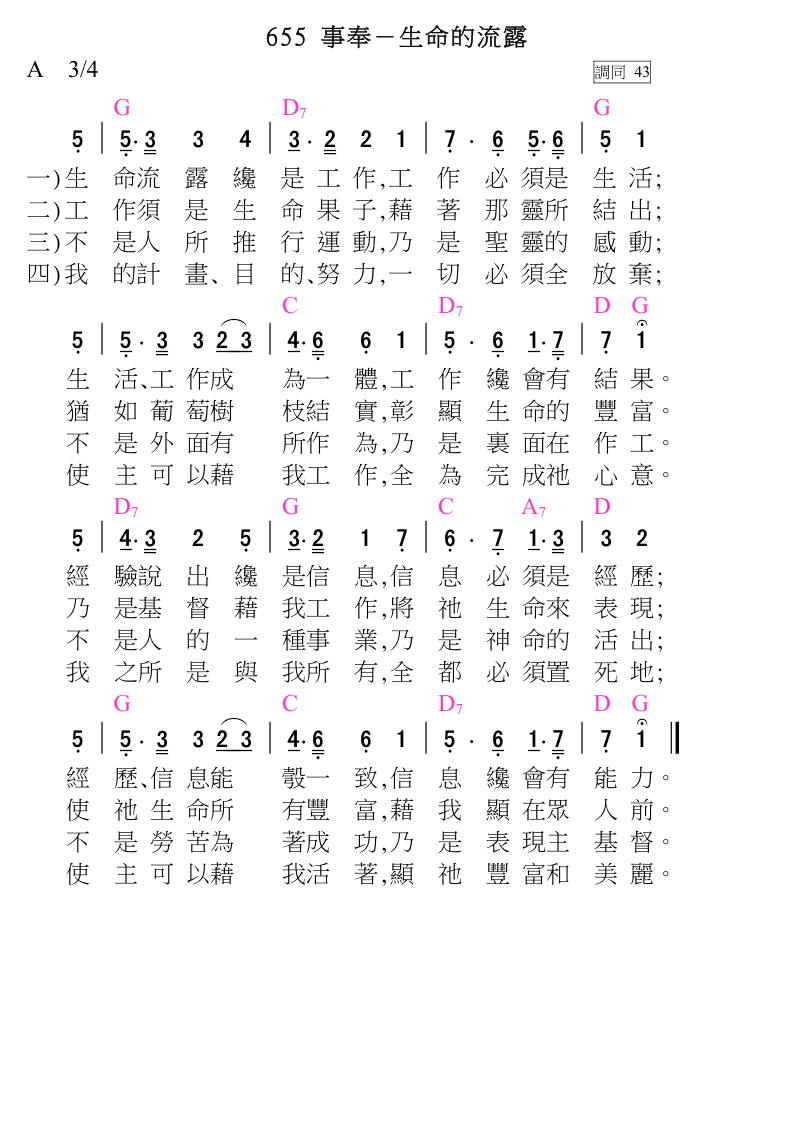 655 事奉－生命的流露
A 3/4 調同 43
G D7 G
5 | 5·3 3 4 | 3·2 2 1 | 7· 6 5·6 | 5 1
一)生 命流 露 纔 是 工 作,工 作 必 須是 生 活;
二)工 作須 是 生 命 果 子,藉 著 那 靈所 結 出;
三)不 是人 所 推 行 運 動,乃 是 聖 靈的 感 動;
四)我 的計 畫、目 的、努 力,一 切 必 須全 放 棄;
C D7 D G
5 | 5· 3 3 2 3 | 4·6 6 1 | 5· 6 1·7 | 7 1
生 活、工 作成 為一 體,工 作 纔 會有 結 果。
猶 如 葡 萄樹 枝結 實,彰 顯 生 命的 豐 富。
不 是 外 面有 所作 為,乃 是 裏 面在 作 工。
使 主 可 以藉 我工 作,全 為 完 成祂 心 意。
D7 G C A7 D
5 | 4·3 2 5 | 3·2 1 7 | 6· 7 1·3 | 3 2
經 驗說 出 纔 是信 息,信 息 必 須是 經 歷;
乃 是基 督 藉 我工 作,將 祂 生 命來 表 現;
不 是人 的 一 種事 業,乃 是 神 命的 活 出;
我 之所 是 與 我所 有,全 都 必 須置 死 地;
G C D7 D G
5 | 5· 3 3 2 3 | 4·6 6 1 | 5· 6 1·7 | 7 1 ‖
經 歷、信 息能 彀一 致,信 息 纔 會有 能 力。
使 祂 生 命所 有豐 富,藉 我 顯 在眾 人 前。
不 是 勞 苦為 著成 功,乃 是 表 現主 基 督。
使 主 可 以藉 我活 著,顯 祂 豐 富和 美 麗。